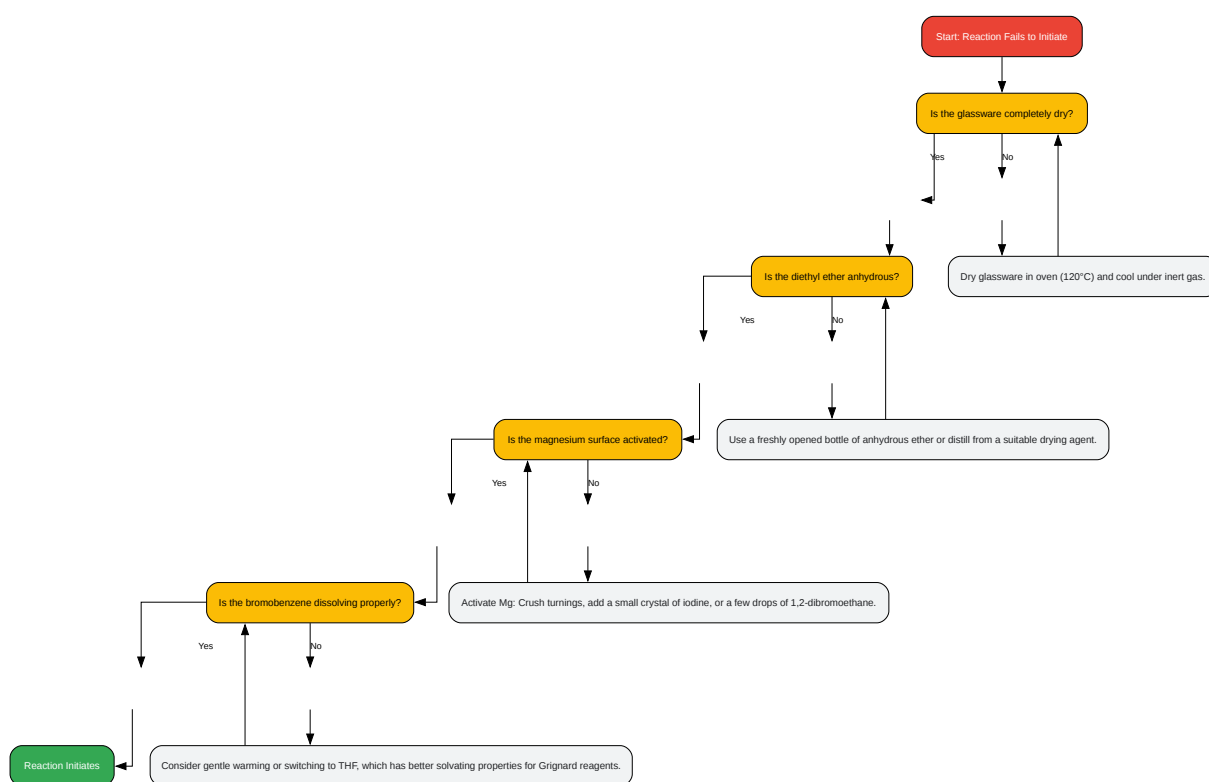 Start: Reaction Fails to Initiate
Is the glassware completely dry?
Yes
No
Is the diethyl ether anhydrous?
Dry glassware in oven (120°C) and cool under inert gas.
Yes
No
Is the magnesium surface activated?
Use a freshly opened bottle of anhydrous ether or distill from a suitable drying agent.
Yes
No
Is the bromobenzene dissolving properly?
Activate Mg: Crush turnings, add a small crystal of iodine, or a few drops of 1,2-dibromoethane.
Yes
No
Reaction Initiates
Consider gentle warming or switching to THF, which has better solvating properties for Grignard reagents.